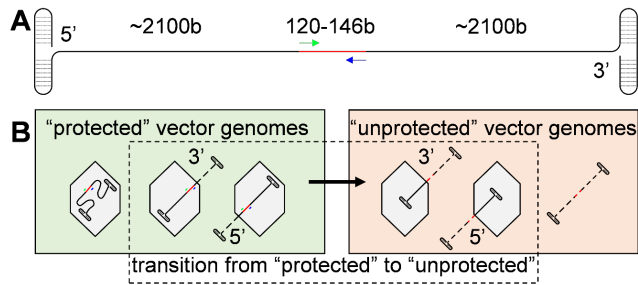 A
5’ ~2100b 120-146b ~2100b
3’
B
“protected” vector genomes “unprotected” vector genomes
3’ 3’
5’ 5’
transition from “protected” to “unprotected”